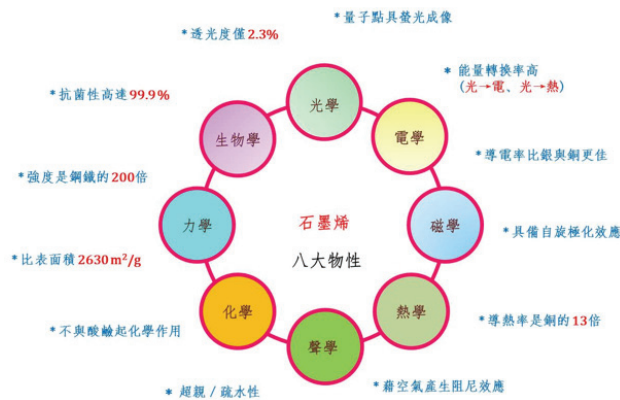 * 量子點具螢光成像
* 透光度僅2.3%
* 能量轉換率高
(光→電、光→熱)
* 抗菌性高達99.9%
光學
生物學
電學
* 導電率比銀與銅更佳
* 強度是鋼鐵的200倍
力學
石墨烯
八大物性
磁學
* 具備自旋極化效應
* 比表面積2630m²/g
化學
熱學
* 不與酸鹼起化學作用
聲學
* 導熱率是銅的13倍
* 超親/疏水性
* 藉空氣產生阻尼效應